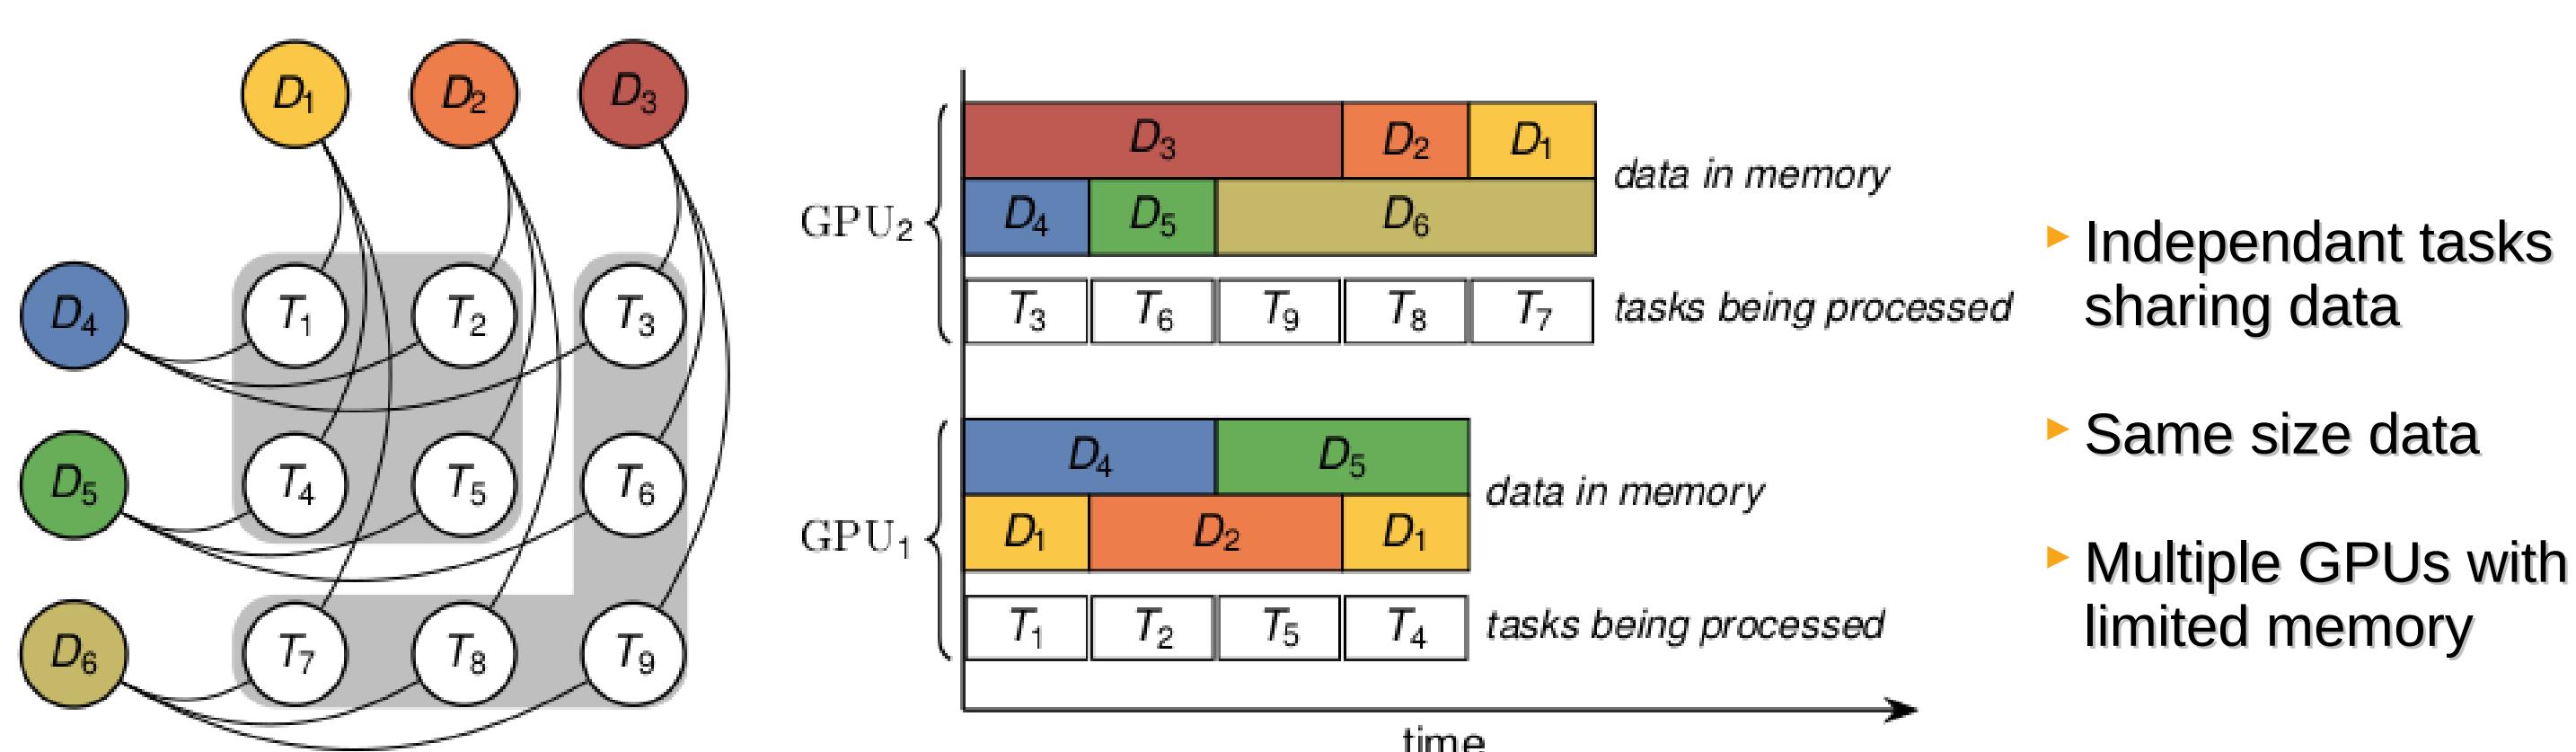 D1 D2 D3
D4 T1 T2 T3
D5 T4 T5 T6
D6 T7 T8 T9
GPU2
D3 D2 D1
D4 D5 D6
data in memory
T3 T6 T9 T8 T7
tasks being processed
GPU1
D4 D5
D1 D2 D1
data in memory
T1 T2 T5 T4
tasks being processed
time
Independant tasks
sharing data
Same size data
Multiple GPUs with
limited memory